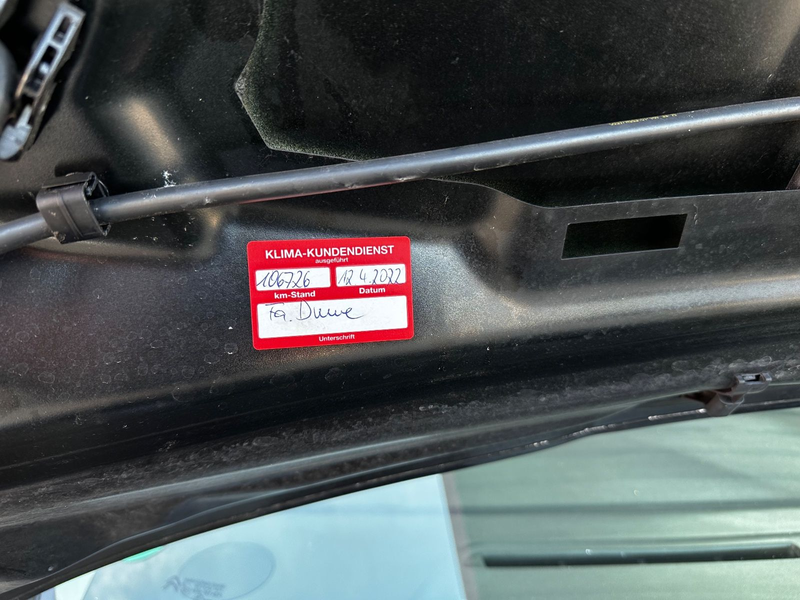 KLIMA-KUNDENDIENST
ausgeführt
106726 12.4.2022
km-Stand Datum
Fa. Duwe
Unterschrift